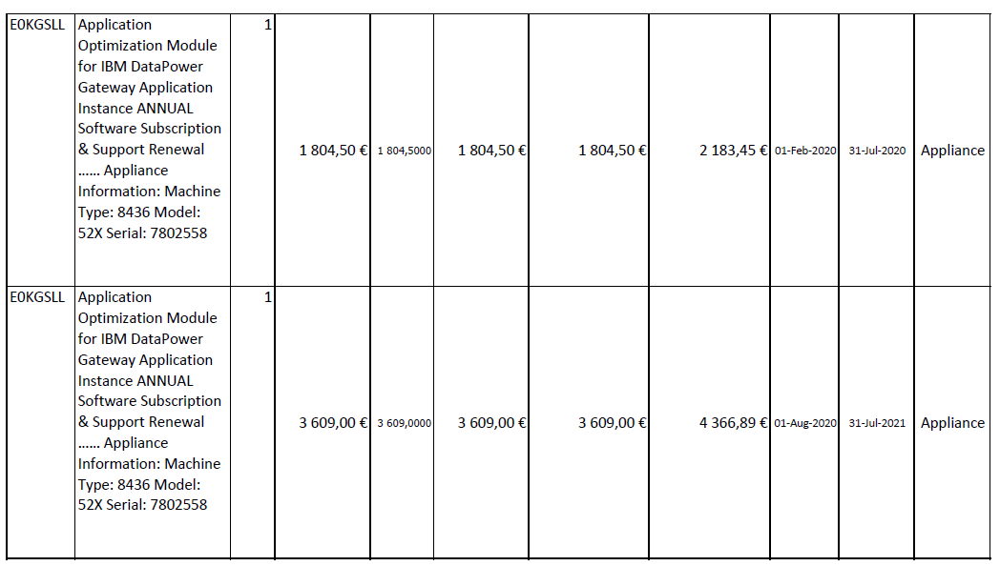 E0KGSLL Application 1
Optimization Module
for IBM DataPower
Gateway Application
Instance ANNUAL
Software Subscription
& Support Renewal 1 804,50 € 1 804,5000 1 804,50 € 1 804,50 € 2 183,45 € 01-Feb-2020 31-Jul-2020 Appliance
...... Appliance
Information: Machine
Type: 8436 Model:
52X Serial: 7802558
E0KGSLL Application 1
Optimization Module
for IBM DataPower
Gateway Application
Instance ANNUAL
Software Subscription
& Support Renewal 3 609,00 € 3 609,0000 3 609,00 € 3 609,00 € 4 366,89 € 01-Aug-2020 31-Jul-2021 Appliance
...... Appliance
Information: Machine
Type: 8436 Model:
52X Serial: 7802558